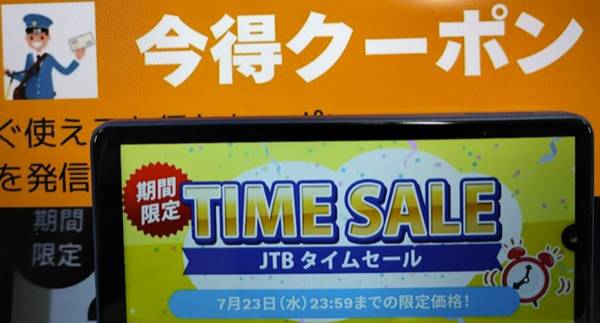 今得クーポン
ぐ使える
を発信
期間
限定
期間
限定
TIME SALE
JTB タイムセール
7月23日(水)23:59までの限定価格!